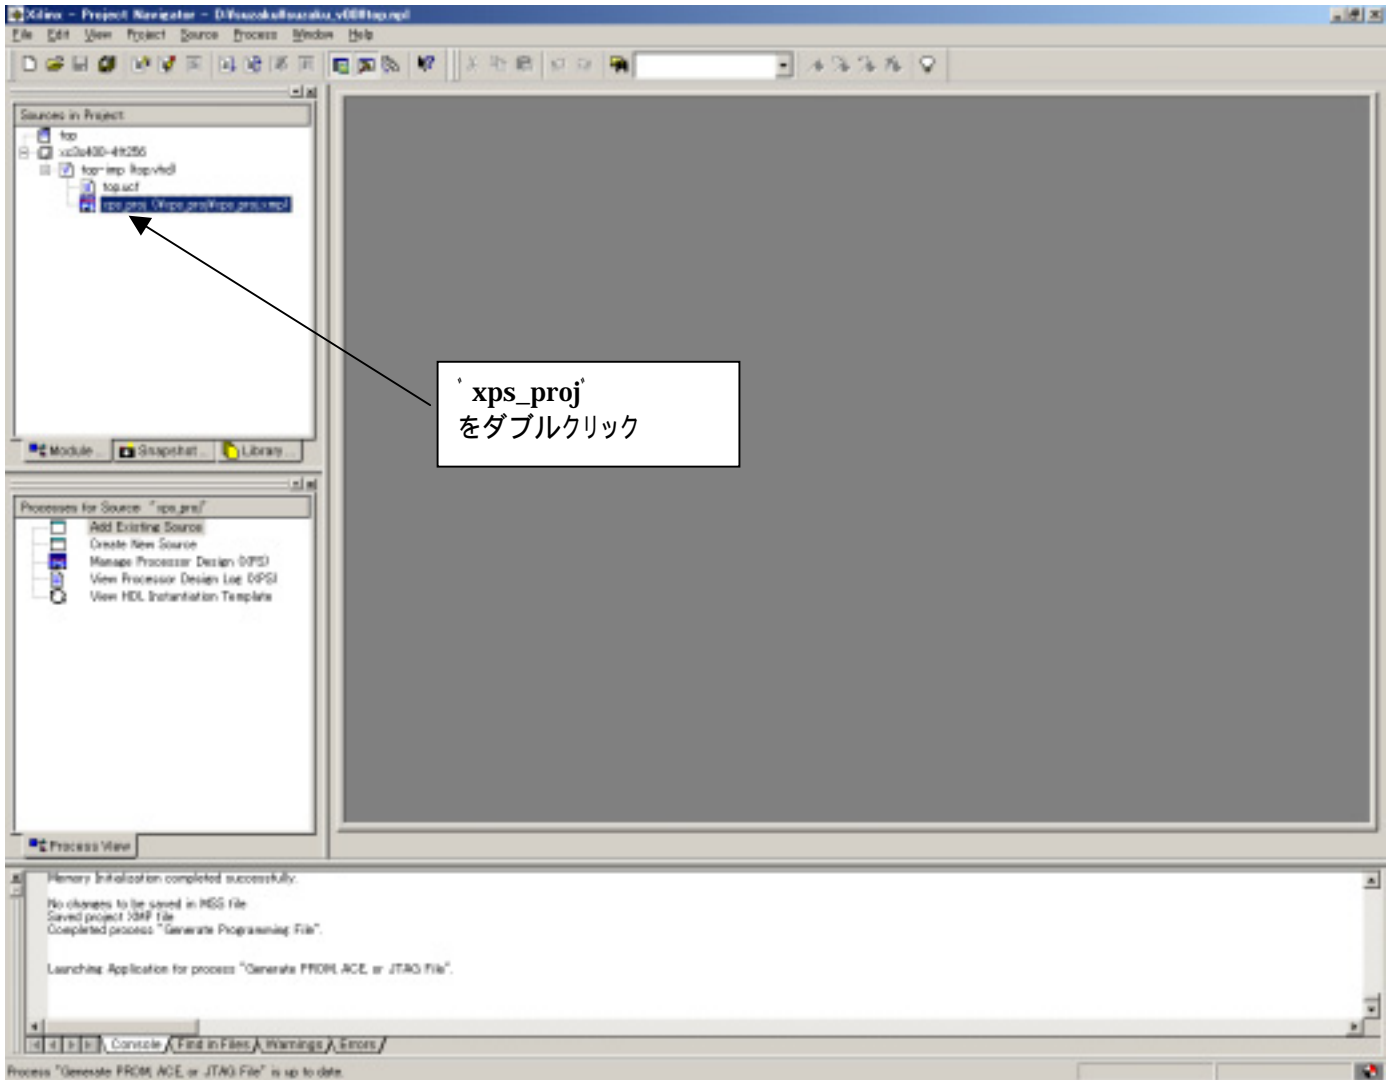 Xilinx - Project Navigator - D:¥suzaku¥suzaku_v00¥top.npl
File Edit View Project Source Process Window Help
Sources in Project:
top
xc3s400-4ft256
top-imp (top.vhd)
top.ucf
xps_proj (¥xps_proj¥xps_proj.xmp)
'xps_proj'
をダブルクリック
Module ... Snapshot ... Library ...
Processes for Source: "xps_proj"
Add Existing Source
Create New Source
Manage Processor Design (XPS)
View Processor Design Log (XPS)
View HDL Instantiation Template
Process View
Memory Initialization completed successfully.
No changes to be saved in MSS file
Saved project XMP file
Completed process "Generate Programming File".
Launching Application for process "Generate PROM, ACE, or JTAG File".
Console Find in Files Warnings Errors
Process "Generate PROM, ACE, or JTAG File" is up to date.